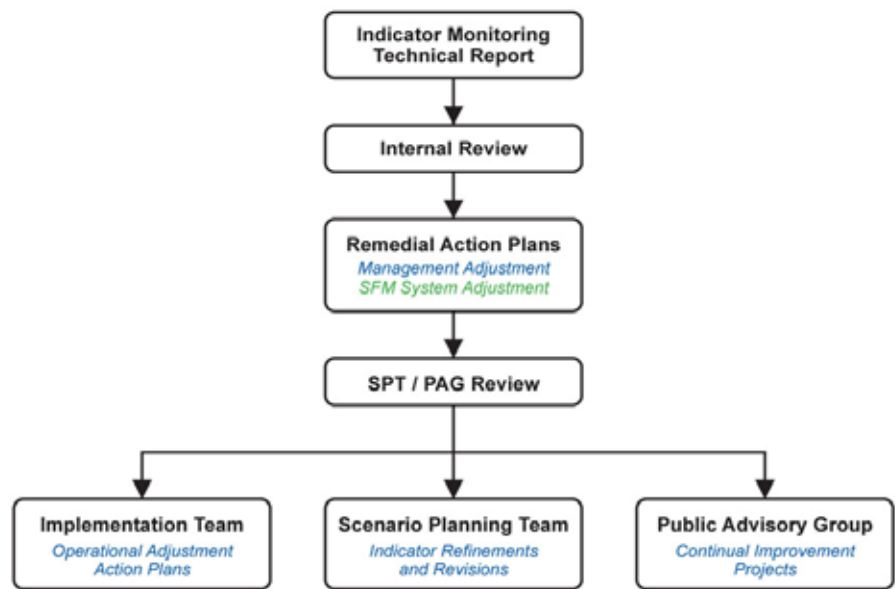 Indicator Monitoring
Technical Report
Internal Review
Remedial Action Plans
Management Adjustment
SFM System Adjustment
SPT / PAG Review
Implementation Team
Operational Adjustment
Action Plans
Scenario Planning Team
Indicator Refinements
and Revisions
Public Advisory Group
Continual Improvement
Projects